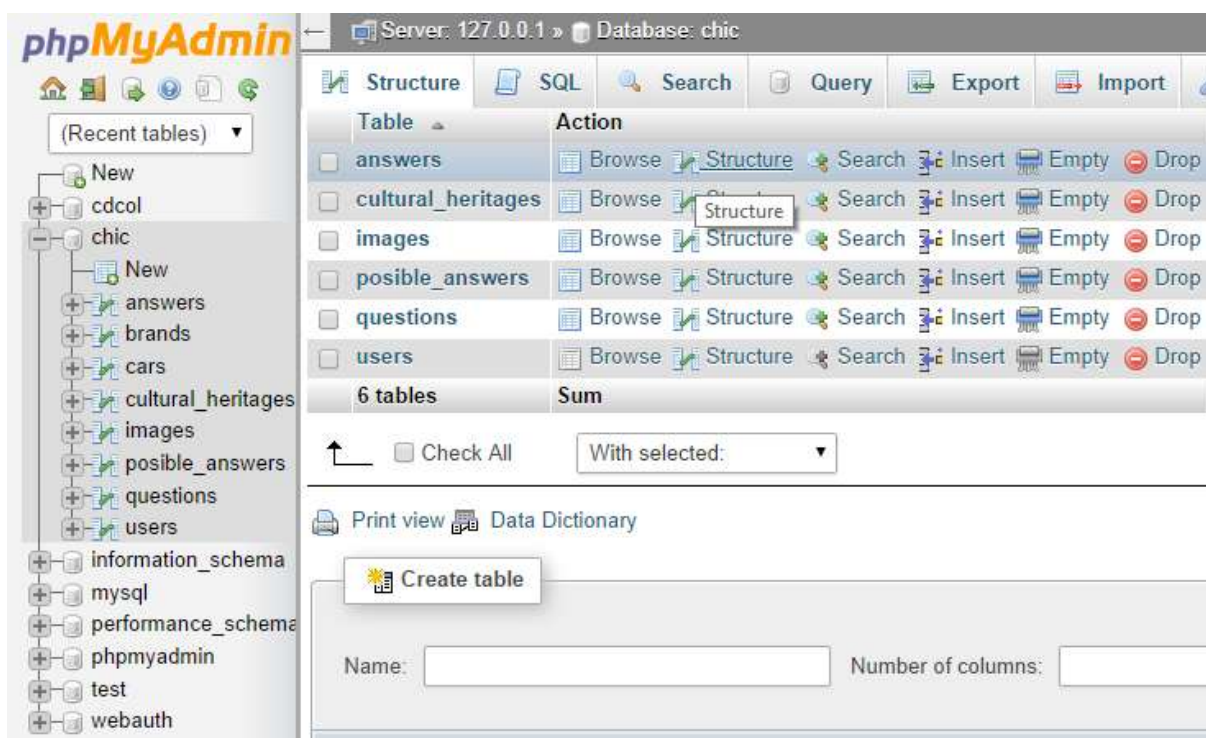 phpMyAdmin
(Recent tables)
New
cdcol
chic
New
answers
brands
cars
cultural_heritages
images
posible_answers
questions
users
information_schema
mysql
performance_schema
phpmyadmin
test
webauth
Server: 127.0.0.1 » Database: chic
Structure SQL Search Query Export Import
Table Action
answers Browse Structure Search Insert Empty Drop
cultural_heritages Browse Search Insert Empty Drop
Structure
images Browse Structure Search Insert Empty Drop
posible_answers Browse Structure Search Insert Empty Drop
questions Browse Structure Search Insert Empty Drop
users Browse Structure Search Insert Empty Drop
6 tables Sum
Check All With selected:
Print view Data Dictionary
Create table
Name: Number of columns: